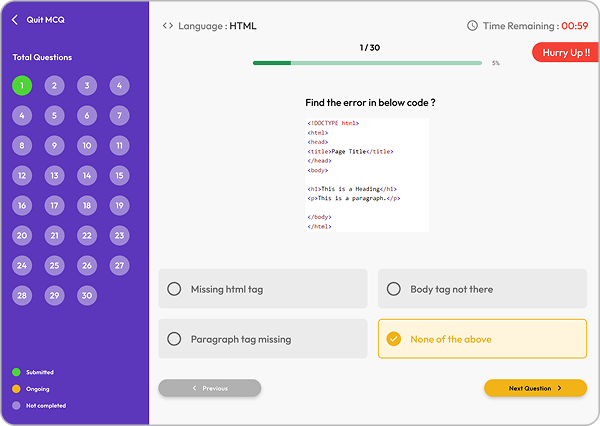 Quit MCQ
Language : HTML
Time Remaining : 00:59
Hurry Up !!
1 / 30
5%
Total Questions
1 2 3 4
4 5 6 7
8 9 10 11
12 13 14 15
16 17 18 19
20 21 22 23
24 25 26 27
28 29 30
Submitted
Ongoing
Not completed
Find the error in below code ?
<!DOCTYPE html>
<html>
<head>
<title>Page Title</title>
</head>
<body>
<h1>This is a Heading</h1>
<p>This is a paragraph.</p>
</body>
</html>
Missing html tag
Body tag not there
Paragraph tag missing
None of the above
Previous
Next Question